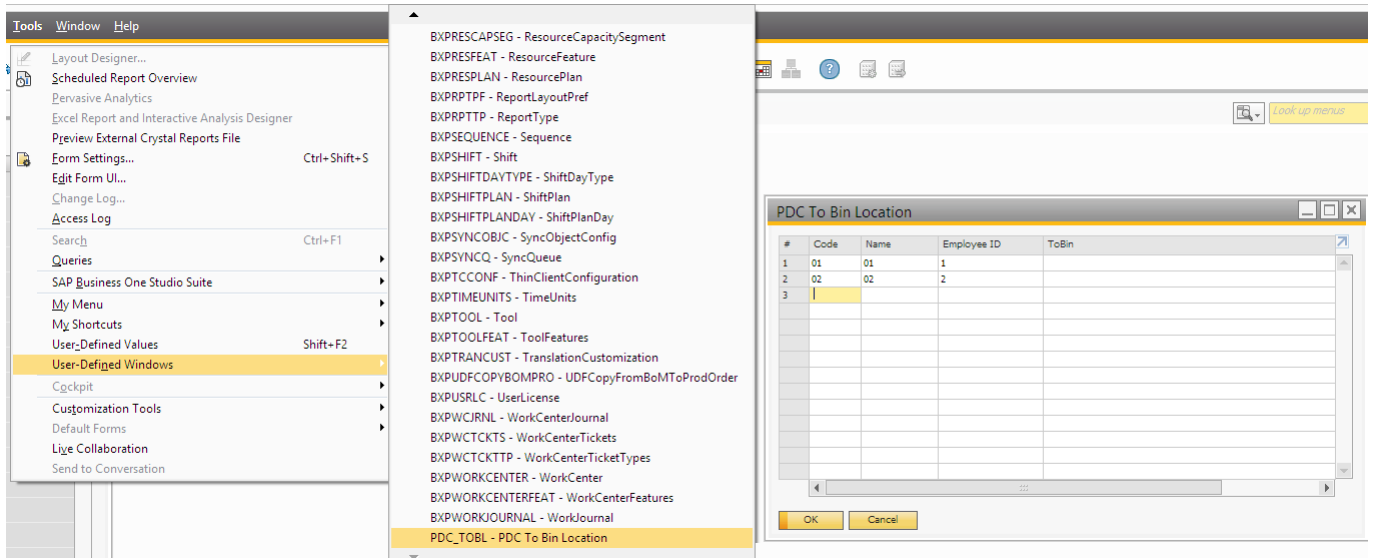 Tools Window Help
Layout Designer...
Scheduled Report Overview
Pervasive Analytics
Excel Report and Interactive Analysis Designer
Preview External Crystal Reports File
Form Settings... Ctrl+Shift+S
Edit Form UI...
Change Log...
Access Log
Search Ctrl+F1
Queries
SAP Business One Studio Suite
My Menu
My Shortcuts
User-Defined Values Shift+F2
User-Defined Windows
Cockpit
Customization Tools
Default Forms
Live Collaboration
Send to Conversation
BXPRESCAPSEG - ResourceCapacitySegment
BXPRESFEAT - ResourceFeature
BXPRESPLAN - ResourcePlan
BXPRPTPF - ReportLayoutPref
BXPRPTTP - ReportType
BXPSEQUENCE - Sequence
BXPSHIFT - Shift
BXPSHIFTDAYTYPE - ShiftDayType
BXPSHIFTPLAN - ShiftPlan
BXPSHIFTPLANDAY - ShiftPlanDay
BXPSYNCOBJC - SyncObjectConfig
BXPSYNCQ - SyncQueue
BXPTCCONF - ThinClientConfiguration
BXPTIMEUNITS - TimeUnits
BXPTOOL - Tool
BXPTOOLFEAT - ToolFeatures
BXPTRANCUST - TranslationCustomization
BXPUDFCOPYBOMPRO - UDFCopyFromBoMToProdOrder
BXPUSRLC - UserLicense
BXPWCJRNL - WorkCenterJournal
BXPWCTCKTS - WorkCenterTickets
BXPWCTCKTTP - WorkCenterTicketTypes
BXPWORKCENTER - WorkCenter
BXPWORKCENTERFEAT - WorkCenterFeatures
BXPWORKJOURNAL - WorkJournal
PDC_TOBL - PDC To Bin Location
?
Look up menus
PDC To Bin Location
# Code Name Employee ID ToBin
1 01 01 1
2 02 02 2
3
OK Cancel